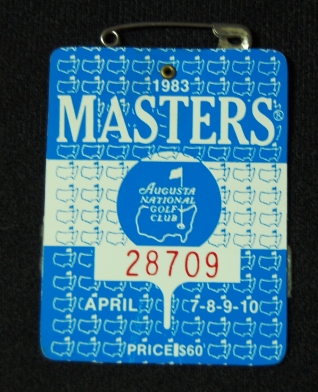 1983
MASTERS®
AUGUSTA
NATIONAL
GOLF
CLUB
28709
APRIL 7-8-9-10
PRICE $60